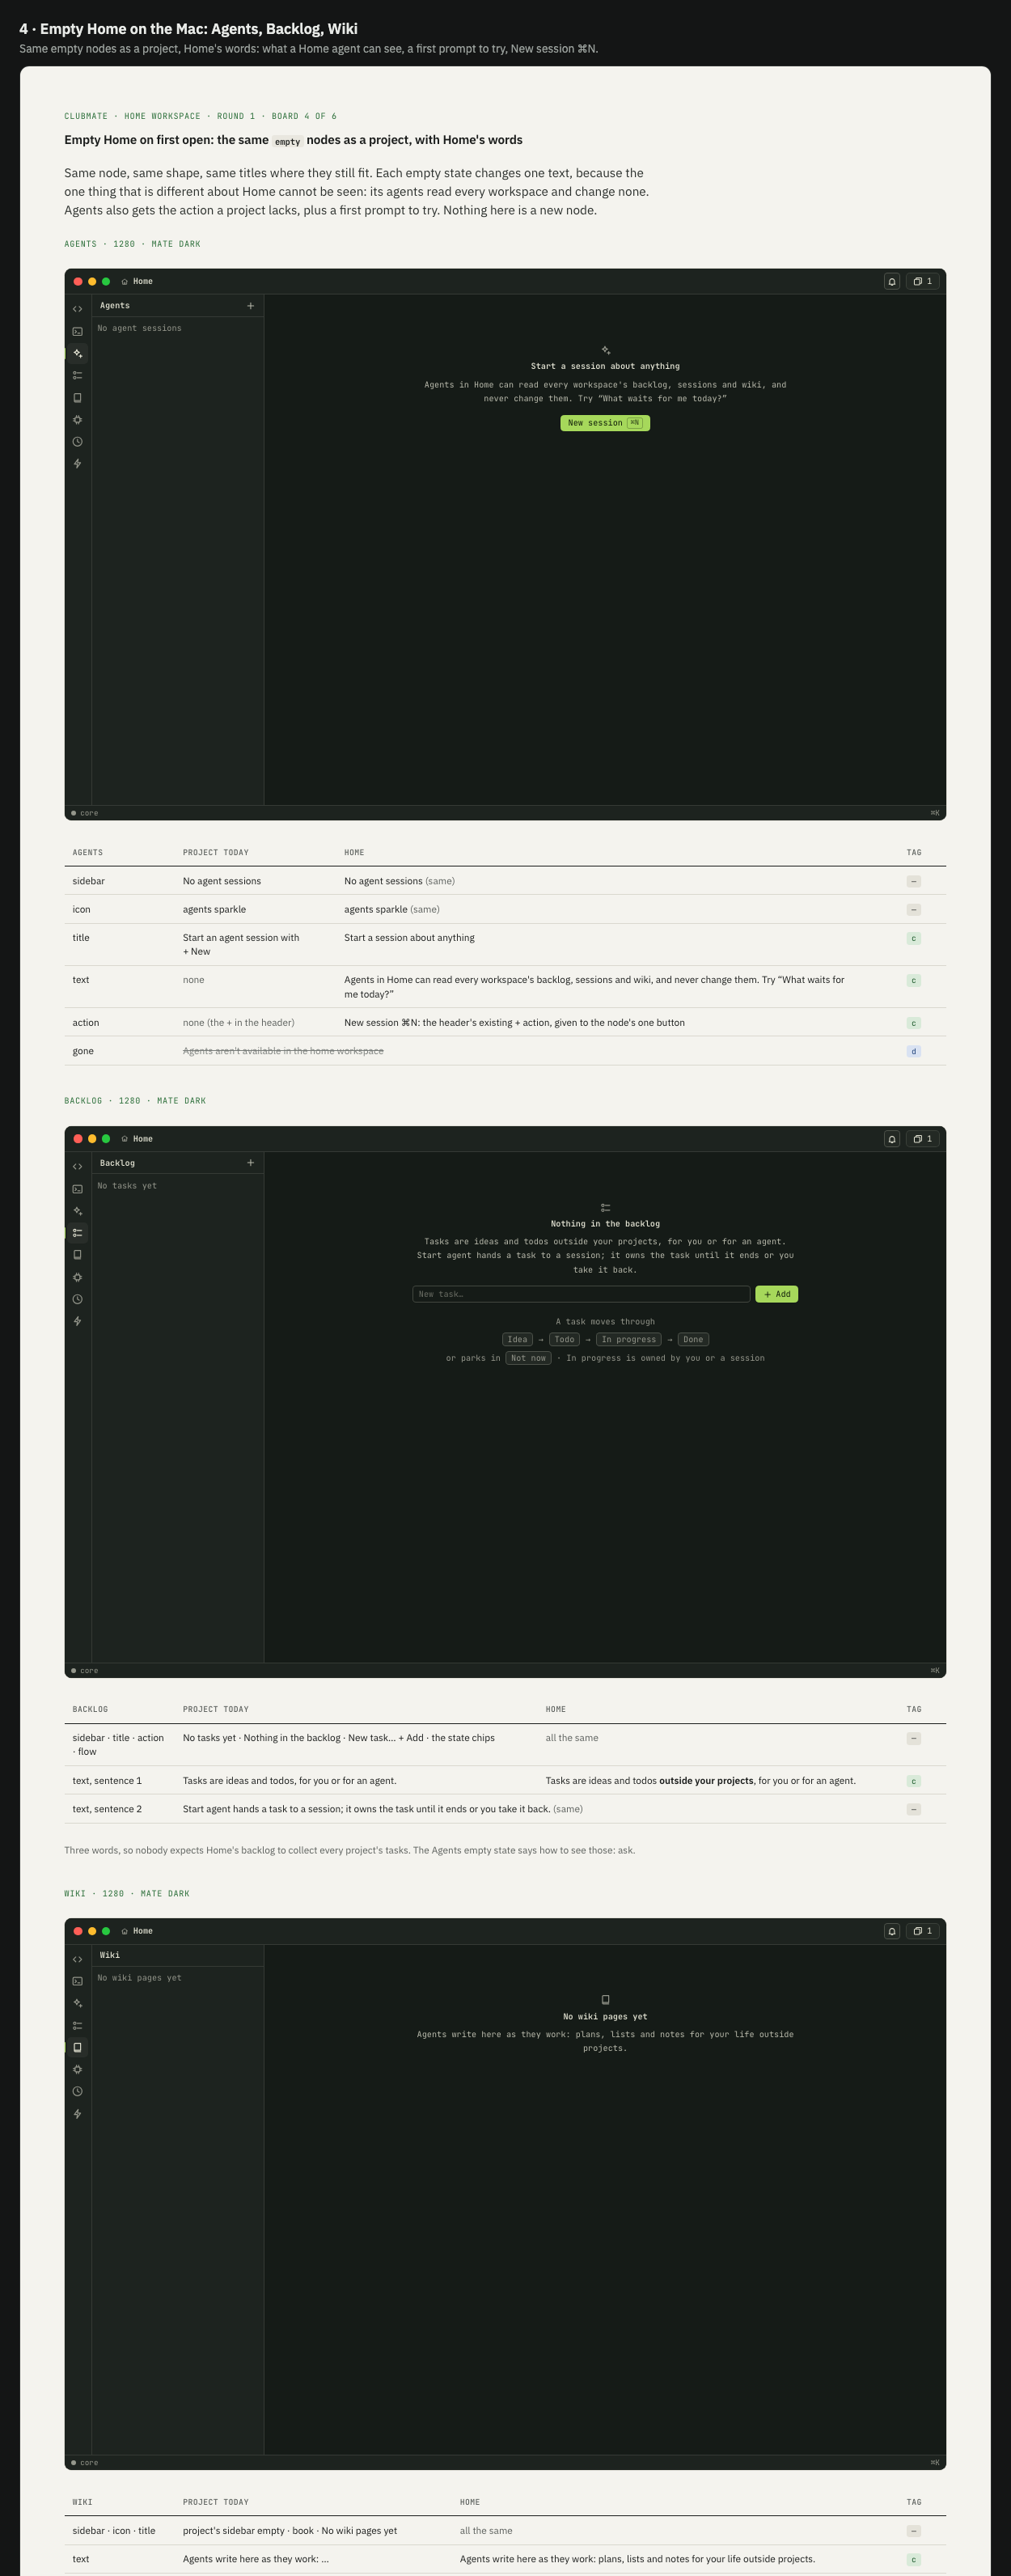 4 · Empty Home on the Mac: Agents, Backlog, Wiki
Same empty nodes as a project, Home's words: what a Home agent can see, a first prompt to try, New session ⌘N.
CLUBMATE · HOME WORKSPACE · ROUND 1 · BOARD 4 OF 6
Empty Home on first open: the same empty nodes as a project, with Home's words
Same node, same shape, same titles where they still fit. Each empty state changes one text, because the
one thing that is different about Home cannot be seen: its agents read every workspace and change none.
Agents also gets the action a project lacks, plus a first prompt to try. Nothing here is a new node.
AGENTS · 1280 · MATE DARK
Home
1
Agents
No agent sessions
Start a session about anything
Agents in Home can read every workspace's backlog, sessions and wiki, and
never change them. Try “What waits for me today?”
New session ⌘N
core
⌘K
AGENTS PROJECT TODAY HOME TAG
sidebar No agent sessions No agent sessions (same) –
icon agents sparkle agents sparkle (same) –
title Start an agent session with Start a session about anything c
+ New
text none Agents in Home can read every workspace's backlog, sessions and wiki, and never change them. Try “What waits for c
me today?”
action none (the + in the header) New session ⌘N: the header's existing + action, given to the node's one button c
gone Agents aren't available in the home workspace d
BACKLOG · 1280 · MATE DARK
Home
1
Backlog
No tasks yet
Nothing in the backlog
Tasks are ideas and todos outside your projects, for you or for an agent.
Start agent hands a task to a session; it owns the task until it ends or you
take it back.
New task…
+ Add
A task moves through
Idea → Todo → In progress → Done
or parks in Not now · In progress is owned by you or a session
core
⌘K
BACKLOG PROJECT TODAY HOME TAG
sidebar · title · action No tasks yet · Nothing in the backlog · New task… + Add · the state chips all the same –
· flow
text, sentence 1 Tasks are ideas and todos, for you or for an agent. Tasks are ideas and todos outside your projects, for you or for an agent. c
text, sentence 2 Start agent hands a task to a session; it owns the task until it ends or you take it back. (same) –
Three words, so nobody expects Home's backlog to collect every project's tasks. The Agents empty state says how to see those: ask.
WIKI · 1280 · MATE DARK
Home
1
Wiki
No wiki pages yet
No wiki pages yet
Agents write here as they work: plans, lists and notes for your life outside
projects.
core
⌘K
WIKI PROJECT TODAY HOME TAG
sidebar · icon · title project's sidebar empty · book · No wiki pages yet all the same –
text Agents write here as they work: … Agents write here as they work: plans, lists and notes for your life outside projects. c